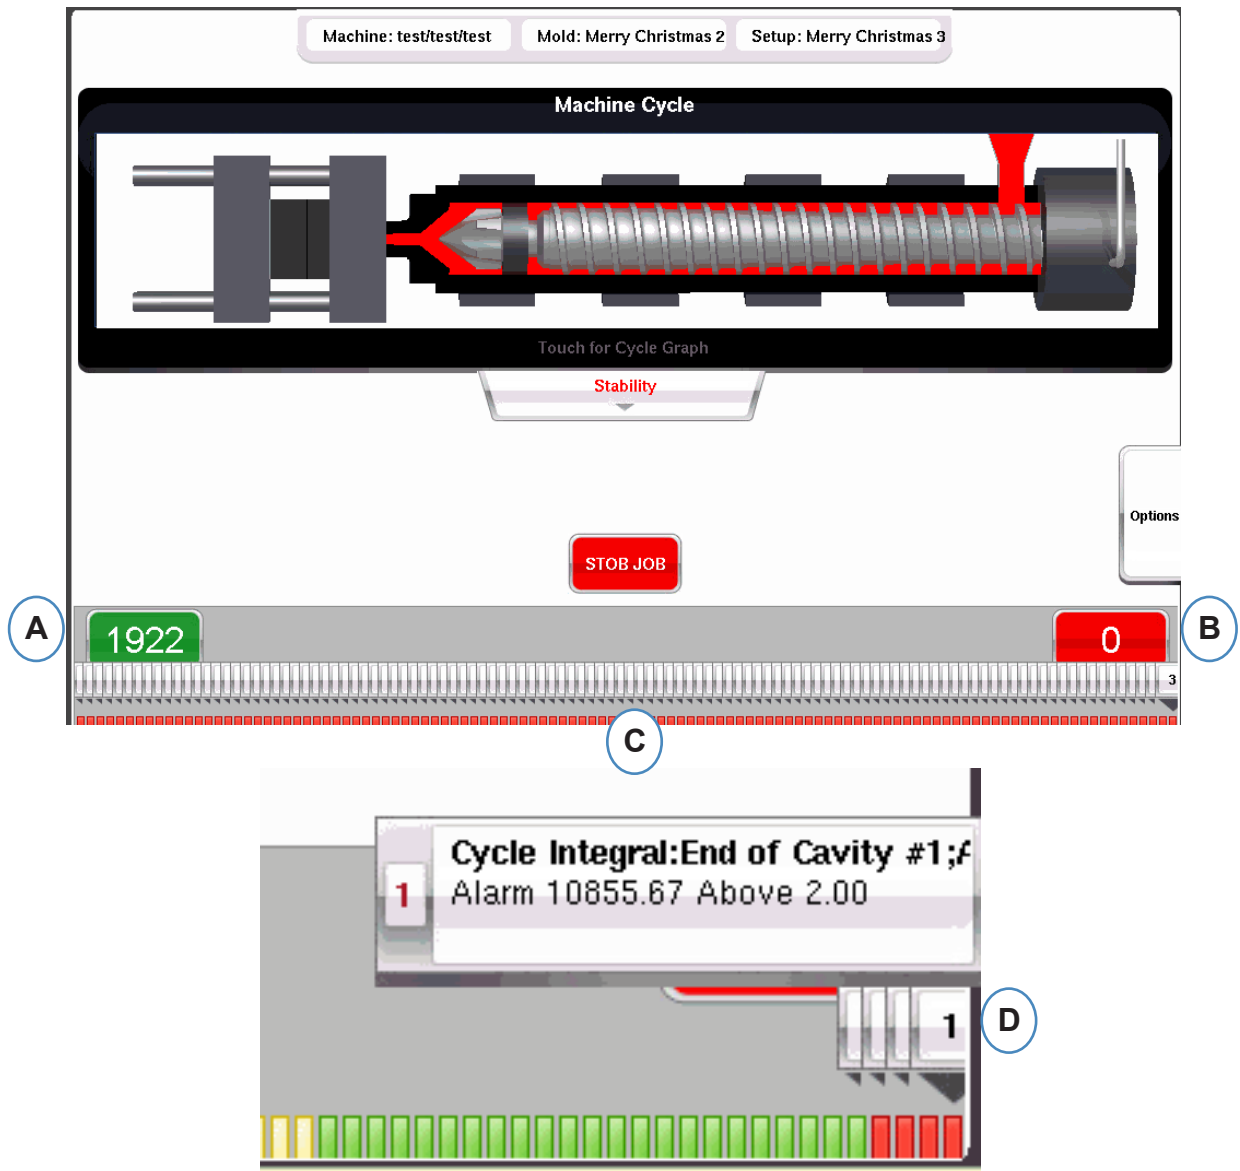 Machine: test/test/test
Mold: Merry Christmas 2
Setup: Merry Christmas 3
Machine Cycle
Touch for Cycle Graph
Stability
Options
STOB JOB
A
1922
0
B
3
C
Cycle Integral:End of Cavity #1;A
1
Alarm 10855.67 Above 2.00
1
D